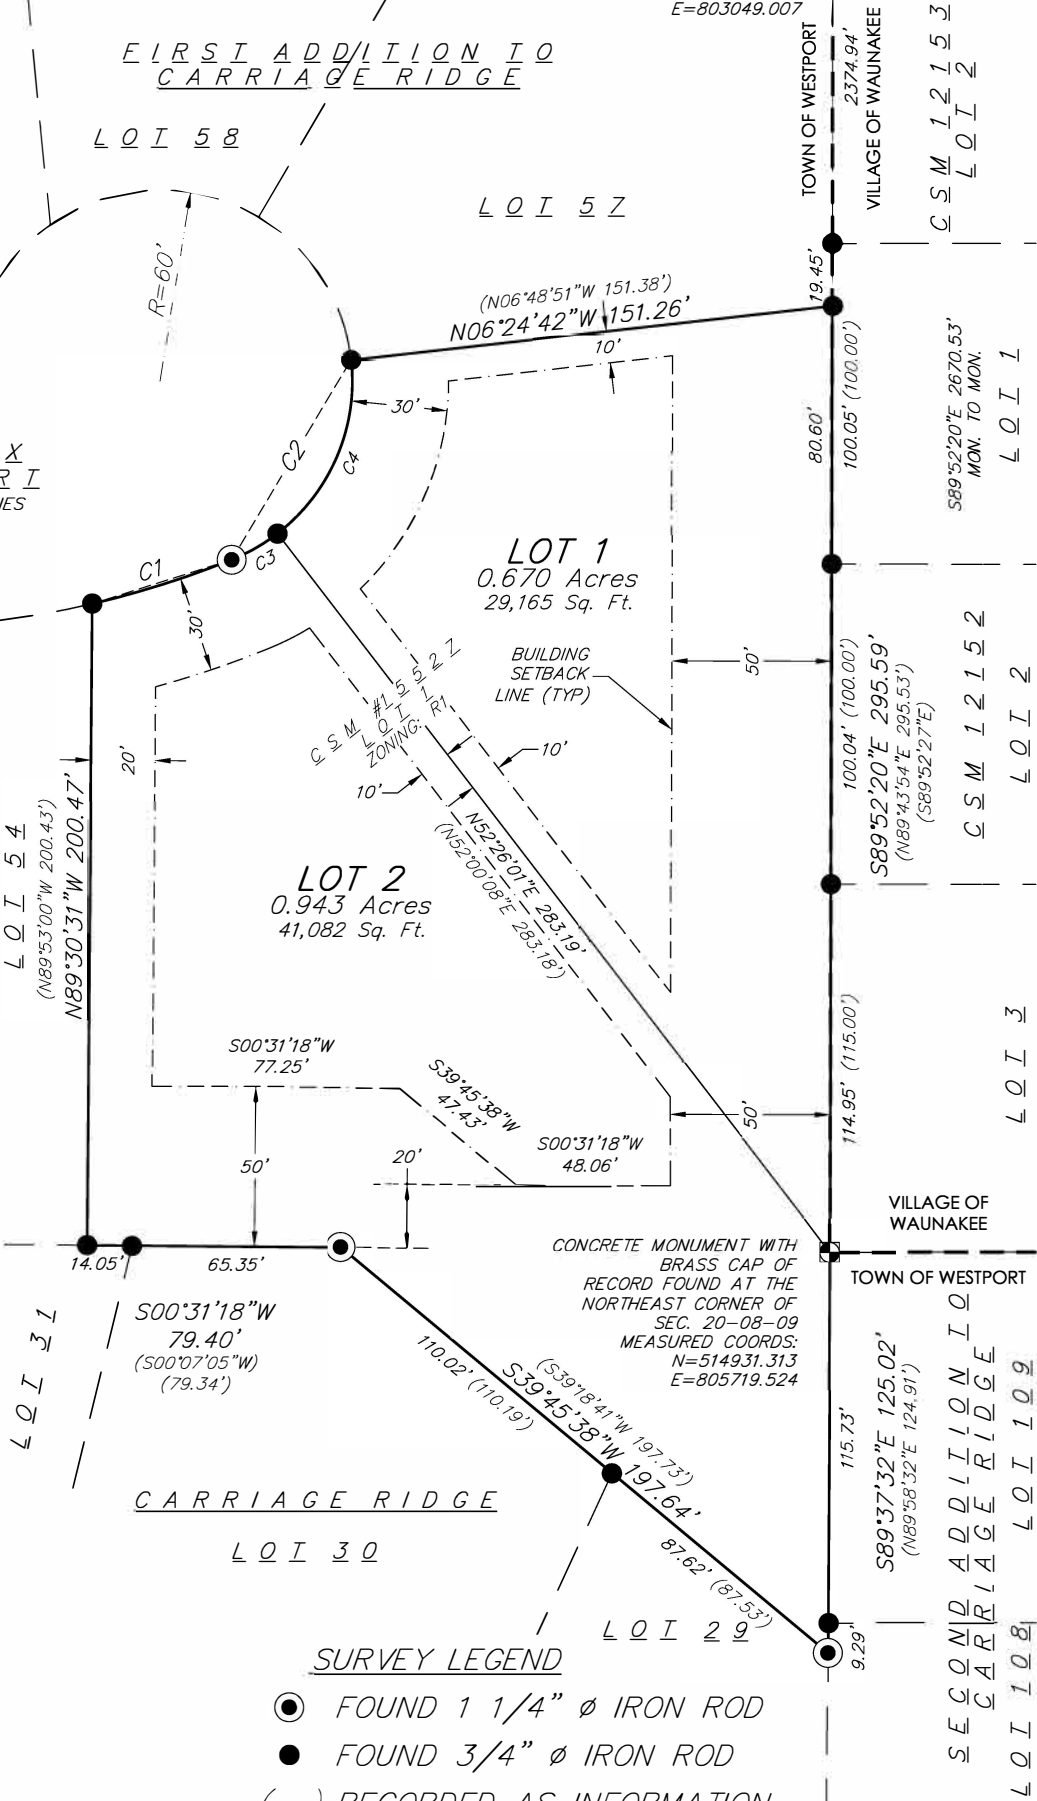 E=803049.007
FIRST ADDITION TO
CARRIAGE RIDGE
LOT 58
LOT 57
R=60'
TOWN OF WESTPORT
2374.94'
VILLAGE OF WAUNAKEE
CSM 12153
LOT 2
19.45'
(N06°48'51"W 151.38')
N06°24'42"W 151.26'
10'
30'
80.60'
100.05' (100.00')
S89°52'20"E 2670.53'
MON. TO MON.
LOT 1
X
RT
IES
C2
C4
C1
C3
30'
LOT 1
0.670 Acres
29,165 Sq. Ft.
BUILDING
SETBACK
LINE (TYP)
50'
100.04' (100.00')
S89°52'20"E 295.59'
(N89°43'54"E 295.53')
(S89°52'27"E)
CSM 12152
LOT 2
CSM #15522
LOT 1
ZONING: R1
20'
10'
10'
LOT 54
(N89°53'00"W 200.43')
N89°30'31"W 200.47'
N52°26'01"E 283.19'
(N52°00'08"E 283.18')
LOT 2
0.943 Acres
41,082 Sq. Ft.
114.95' (115.00')
LOT 3
S00°31'18"W
77.25'
S39°45'38"W
47.43'
S00°31'18"W
48.06'
50'
20'
50'
VILLAGE OF
WAUNAKEE
TOWN OF WESTPORT
14.05'
65.35'
CONCRETE MONUMENT WITH
BRASS CAP OF
RECORD FOUND AT THE
NORTHEAST CORNER OF
SEC. 20-08-09
MEASURED COORDS:
N=514931.313
E=805719.524
LOT 31
S00°31'18"W
79.40'
(S00°07'05"W)
(79.34')
110.02' (110.19')
(S39°18'41"W 197.73')
S39°45'38"W 197.64'
87.62' (87.53')
115.73'
S89°37'32"E 125.02'
(N89°58'32"E 124.91')
SECOND ADDITION TO
CARRIAGE RIDGE
LOT 109
CARRIAGE RIDGE
LOT 30
LOT 29
9.29'
LOT 108
SURVEY LEGEND
FOUND 1 1/4" ø IRON ROD
FOUND 3/4" ø IRON ROD
( ) RECORDED AS INFORMATION